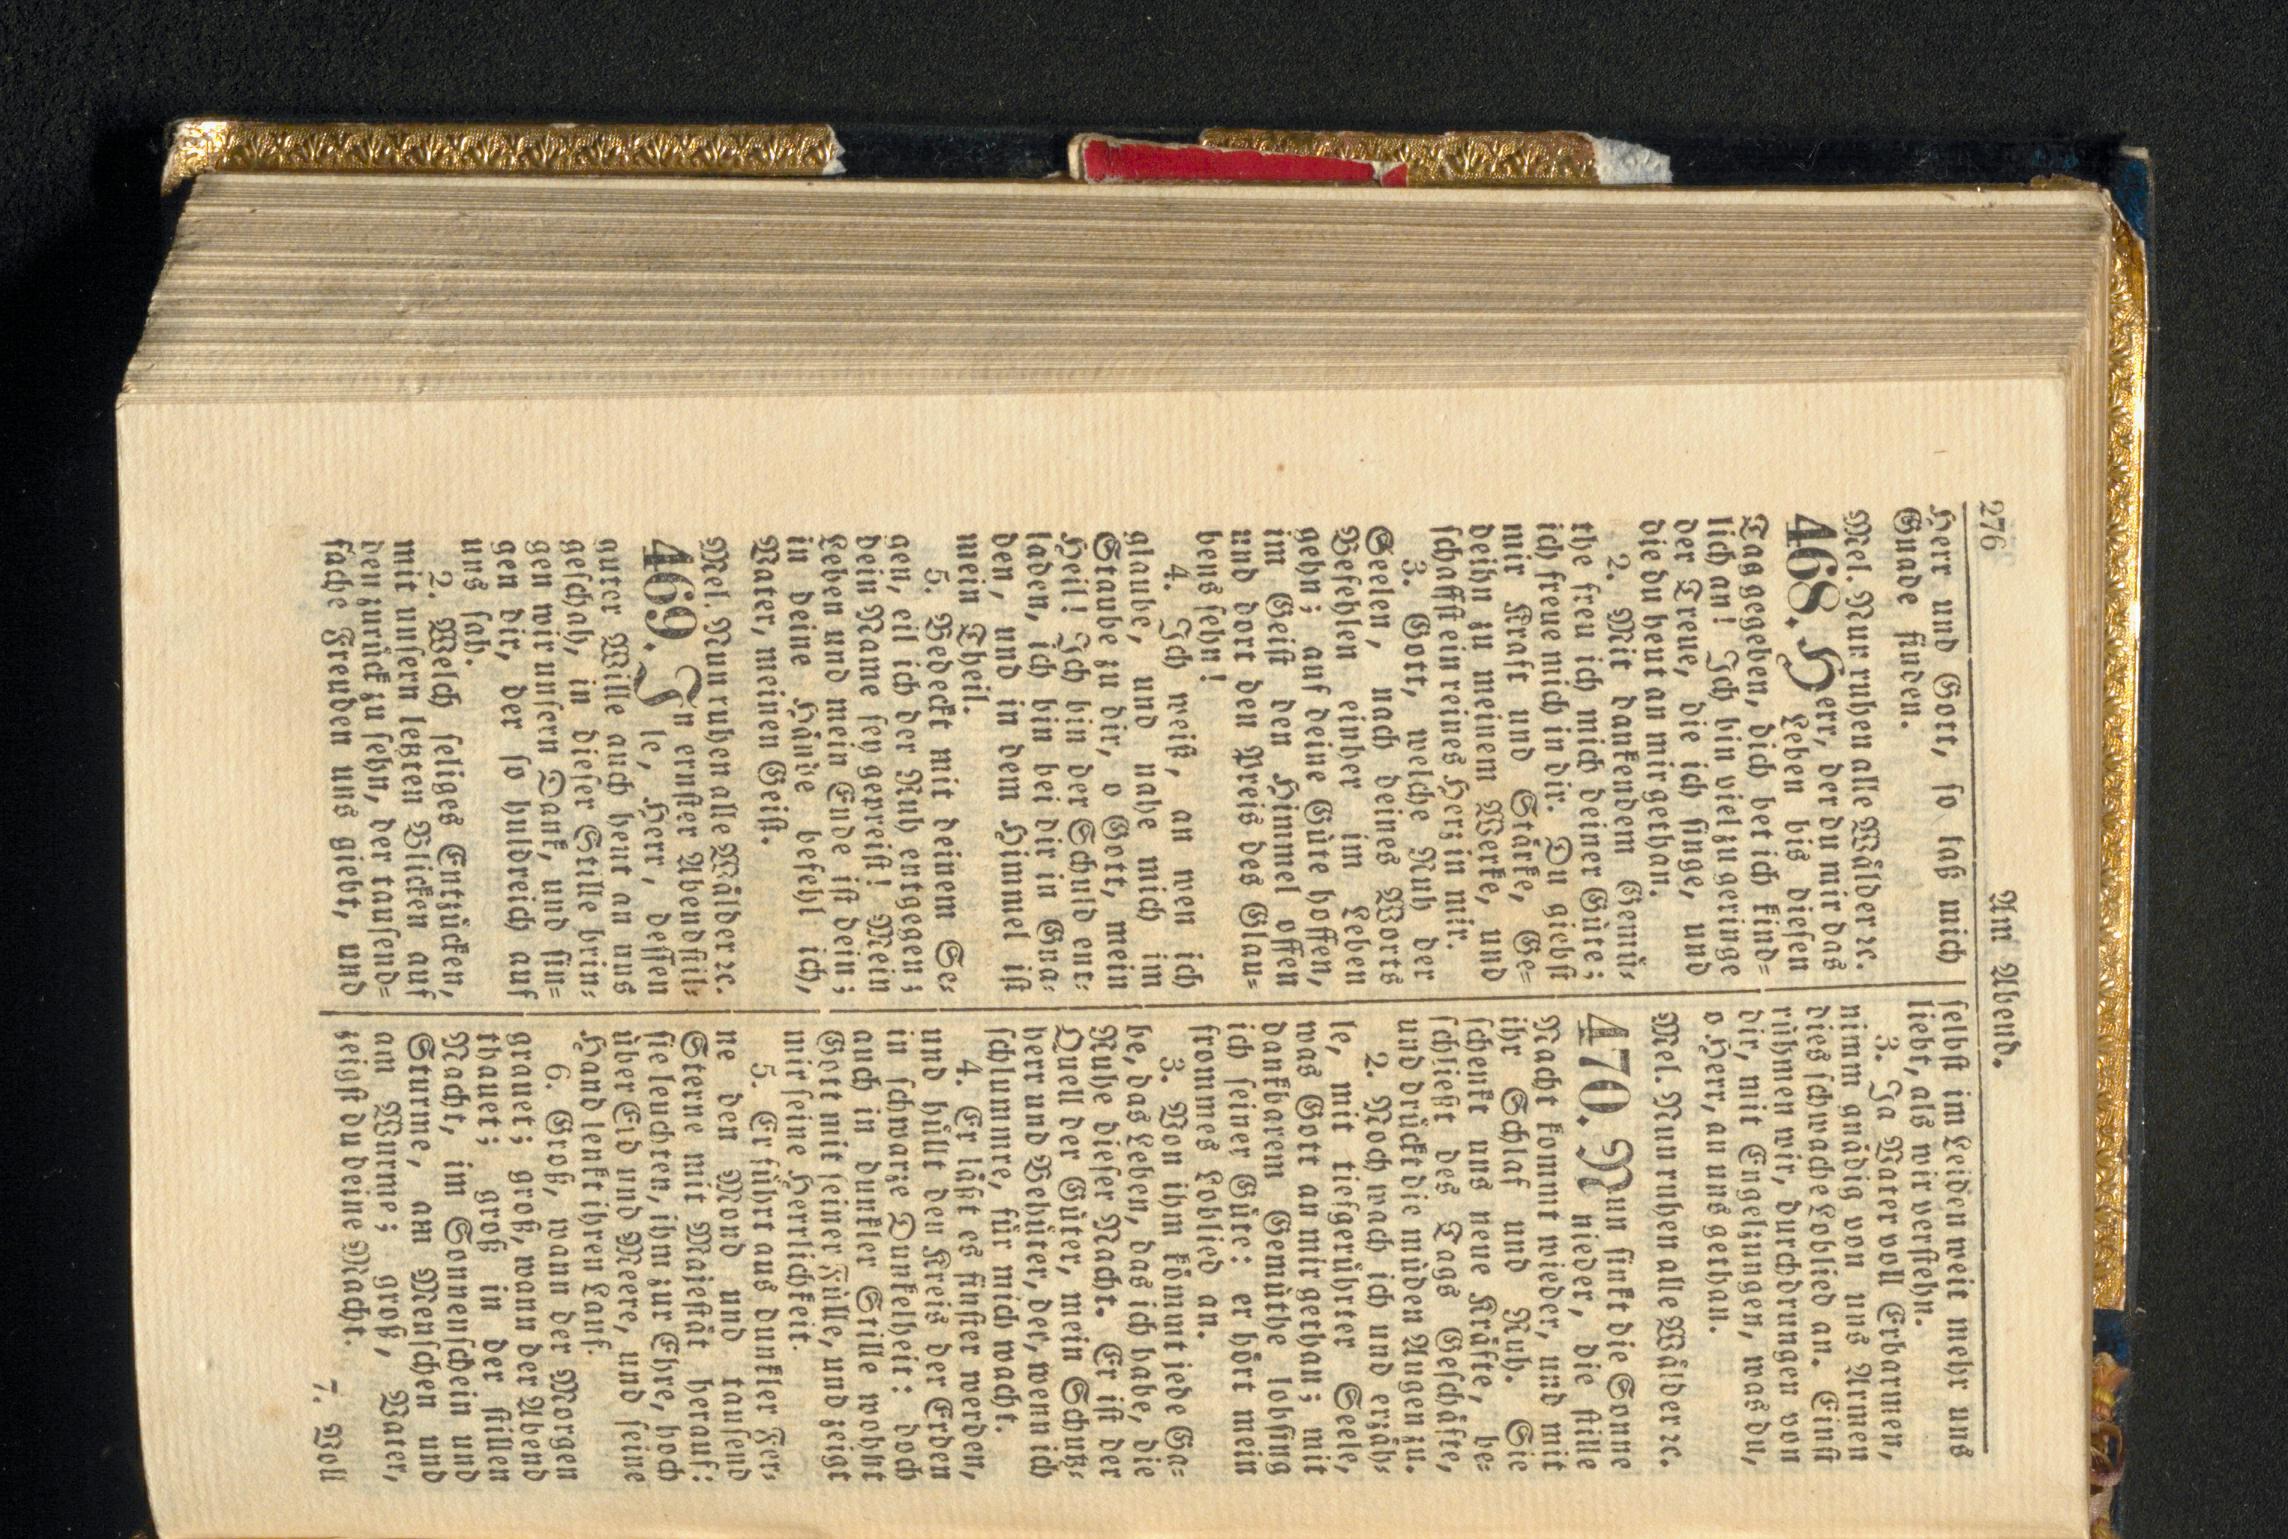 276
Am Abend.
Herr und Gott, so laß mich
Gnade finden.
Mel. Nun ruhen alle Wälder ꝛc.
468. Herr, der du mir das
Leben bis diesen
Tag gegeben, dich bet ich kind=
lich an! Ich bin viel zu geringe
der Treue, die ich singe, und
die du heut an mir gethan.
2. Mit dankendem Gemü=
the freu ich mich deiner Güte;
ich freue mich in dir. Du giebst
mir Kraft und Stärke, Ge=
deihn zu meinem Werke, und
schaffst ein reines Herz in mir.
3. Gott, welche Ruh der
Seelen, nach deines Worts
Befehlen einher im Leben
gehn; auf deine Güte hoffen,
im Geist den Himmel offen
und dort den Preis des Glau=
bens sehn!
4. Ich weiß, an wen ich
glaube, und nahe mich im
Staube zu dir, o Gott, mein
Heil! Ich bin der Schuld ent=
laden, ich bin bei dir in Gna=
den, und in dem Himmel ist
mein Theil.
5. Bedeckt mit deinem Se=
gen, eil ich der Ruh entgegen;
dein Name sey gepreist! Mein
Leben und mein Ende ist dein;
in deine Hände befehl ich,
Vater, meinen Geist.
Mel. Nun ruhen alle Wälder ꝛc.
469. In ernster Abendstil=
le, Herr, dessen
guter Wille auch heut an uns
geschah, in dieser Stille brin=
gen wir unsern Dank, und sin=
gen dir, der so huldreich auf
uns sah.
2. Welch seliges Entzücken,
mit unsern letzten Blicken auf
den zurück zu sehn, der tausend=
fache Freuden uns giebt, und
selbst im Leiden weit mehr uns
liebt, als wir verstehn.
3. Ja Vater voll Erbarmen,
nimm gnädig von uns Armen
dies schwache Loblied an. Einst
rühmen wir, durchdrungen von
dir, mit Engelzungen, was du,
o Herr, an uns gethan.
Mel. Nun ruhen alle Wälder ꝛc.
470. Nun sinkt die Sonne
nieder, die stille
Nacht kommt wieder, und mit
ihr Schlaf und Ruh. Sie
schenkt uns neue Kräfte, be=
schließt des Tags Geschäfte,
und drückt die müden Augen zu.
2. Noch wach ich und erzäh=
le, mit tiefgerührter Seele,
was Gott an mir gethan; mit
dankbarem Gemüthe lobsing
ich seiner Güte: er hört mein
frommes Loblied an.
3. Von ihm kömmt jede Ga=
be, das Leben, das ich habe, die
Ruhe dieser Nacht. Er ist der
Quell der Güter, mein Schutz=
herr und Behüter, der, wenn ich
schlummre, für mich wacht.
4. Er läßt es finster werden,
und hüllt den Kreis der Erden
in schwarze Dunkelheit: doch
auch in dunkler Stille wohnt
Gott mit seiner Fülle, und zeigt
mir seine Herrlichkeit.
5. Er führt aus dunkler Fer=
ne den Mond und tausend
Sterne mit Majestät herauf:
sie leuchten, ihm zur Ehre, hoch
über Erd und Meere, und seine
Hand lenkt ihren Lauf.
6. Groß, wann der Morgen
grauet; groß, wann der Abend
thauet; groß in der stillen
Nacht, im Sonnenschein und
Sturme, am Menschen und
am Wurme; groß, Vater,
zeigst du deine Macht.
7. Voll